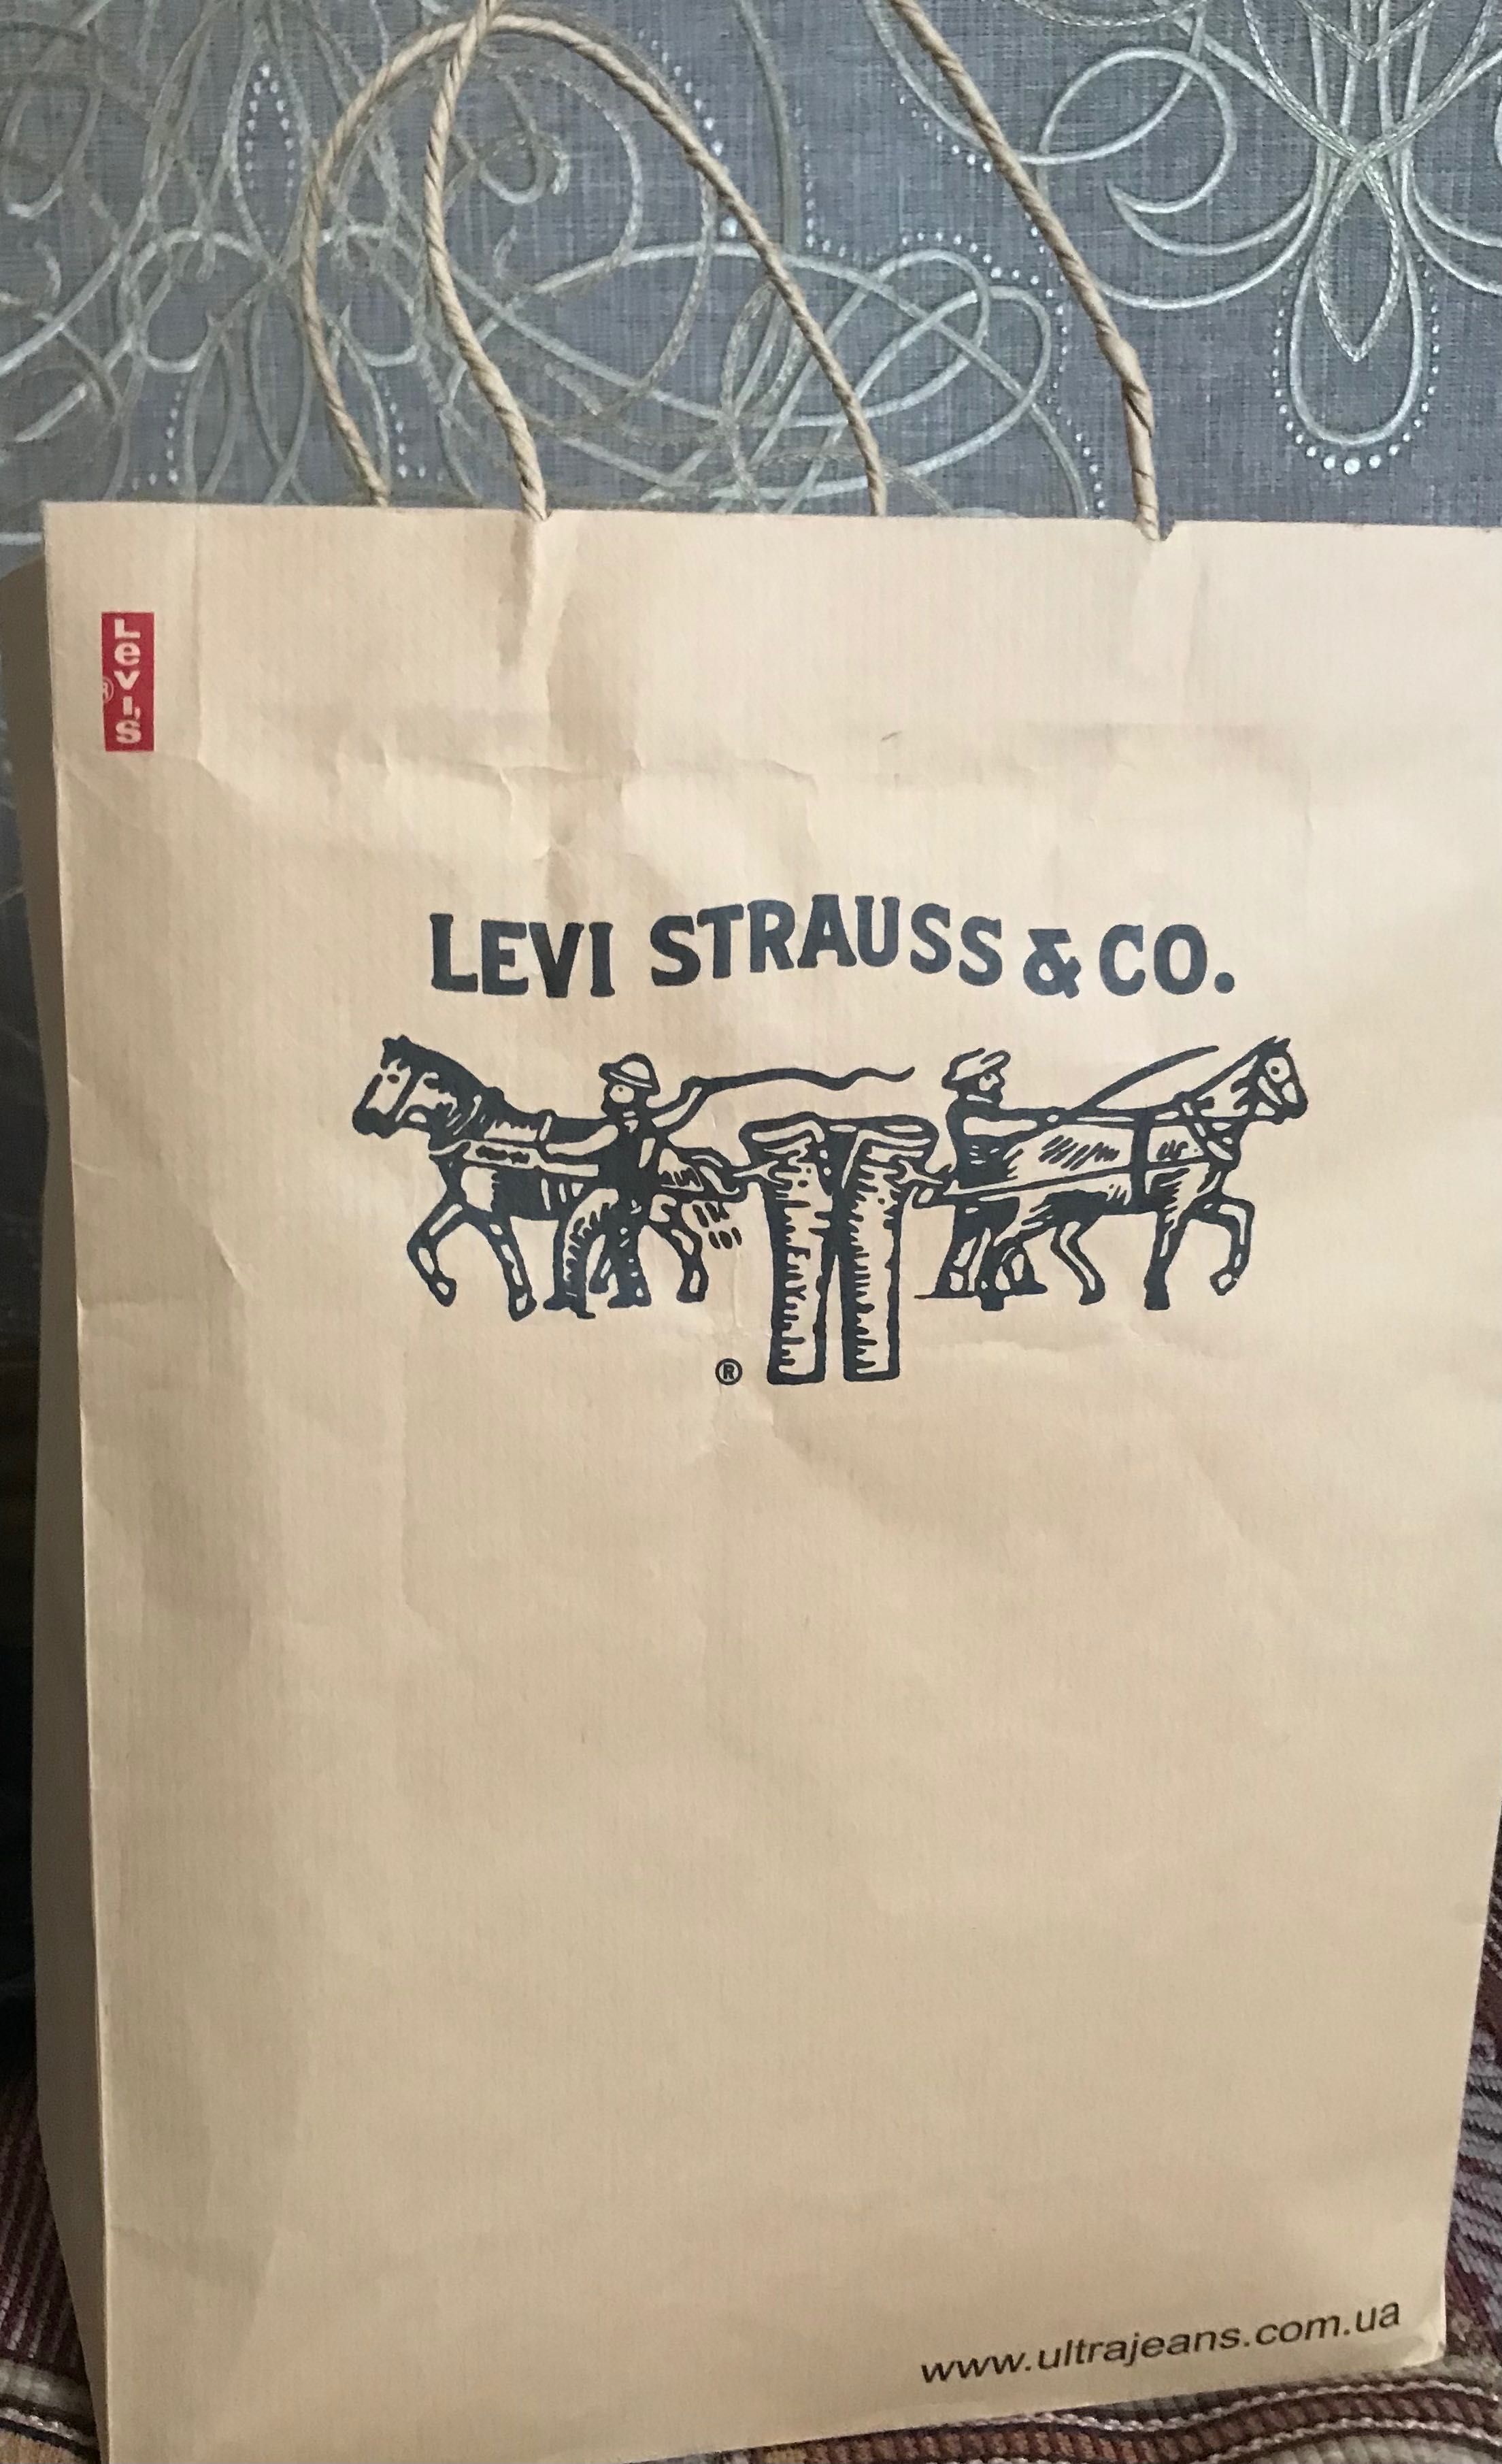 Levi's
®
LEVI STRAUSS & CO.
®
www.ultrajeans.com.ua